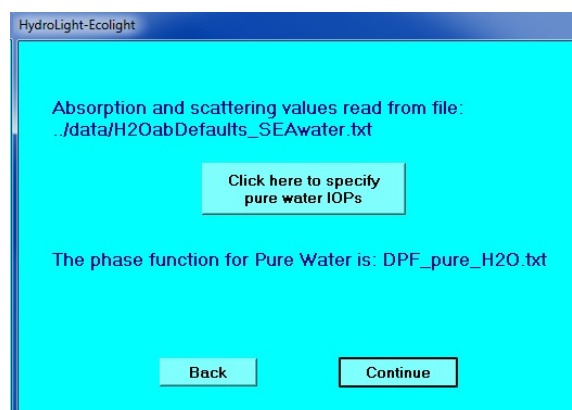 HydroLight-Ecolight
Absorption and scattering values read from file:
../data/H2OabDefaults_SEAwater.txt
Click here to specify
pure water IOPs
The phase function for Pure Water is: DPF_pure_H2O.txt
Back
Continue